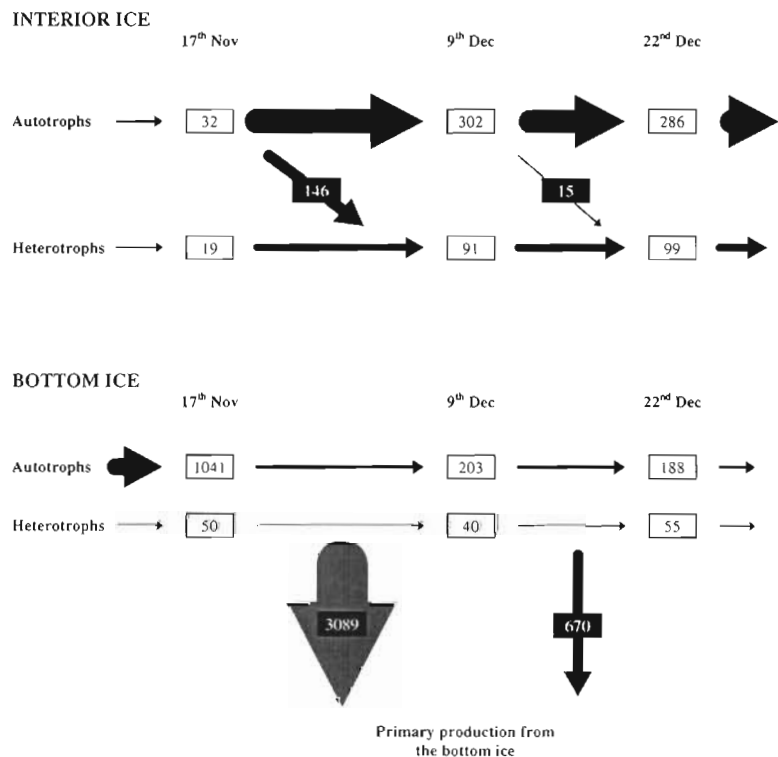 INTERIOR ICE
17th Nov 9th Dec 22nd Dec
Autotrophs 32 302 286
146 15
Heterotrophs 19 91 99
BOTTOM ICE
17th Nov 9th Dec 22nd Dec
Autotrophs 1041 203 188
Heterotrophs 50 40 55
3089 670
Primary production from
the bottom ice